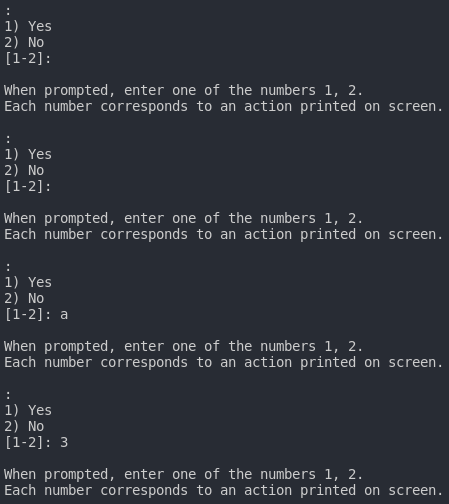 :
1) Yes
2) No
[1-2]:
When prompted, enter one of the numbers 1, 2.
Each number corresponds to an action printed on screen.
:
1) Yes
2) No
[1-2]:
When prompted, enter one of the numbers 1, 2.
Each number corresponds to an action printed on screen.
:
1) Yes
2) No
[1-2]: a
When prompted, enter one of the numbers 1, 2.
Each number corresponds to an action printed on screen.
:
1) Yes
2) No
[1-2]: 3
When prompted, enter one of the numbers 1, 2.
Each number corresponds to an action printed on screen.